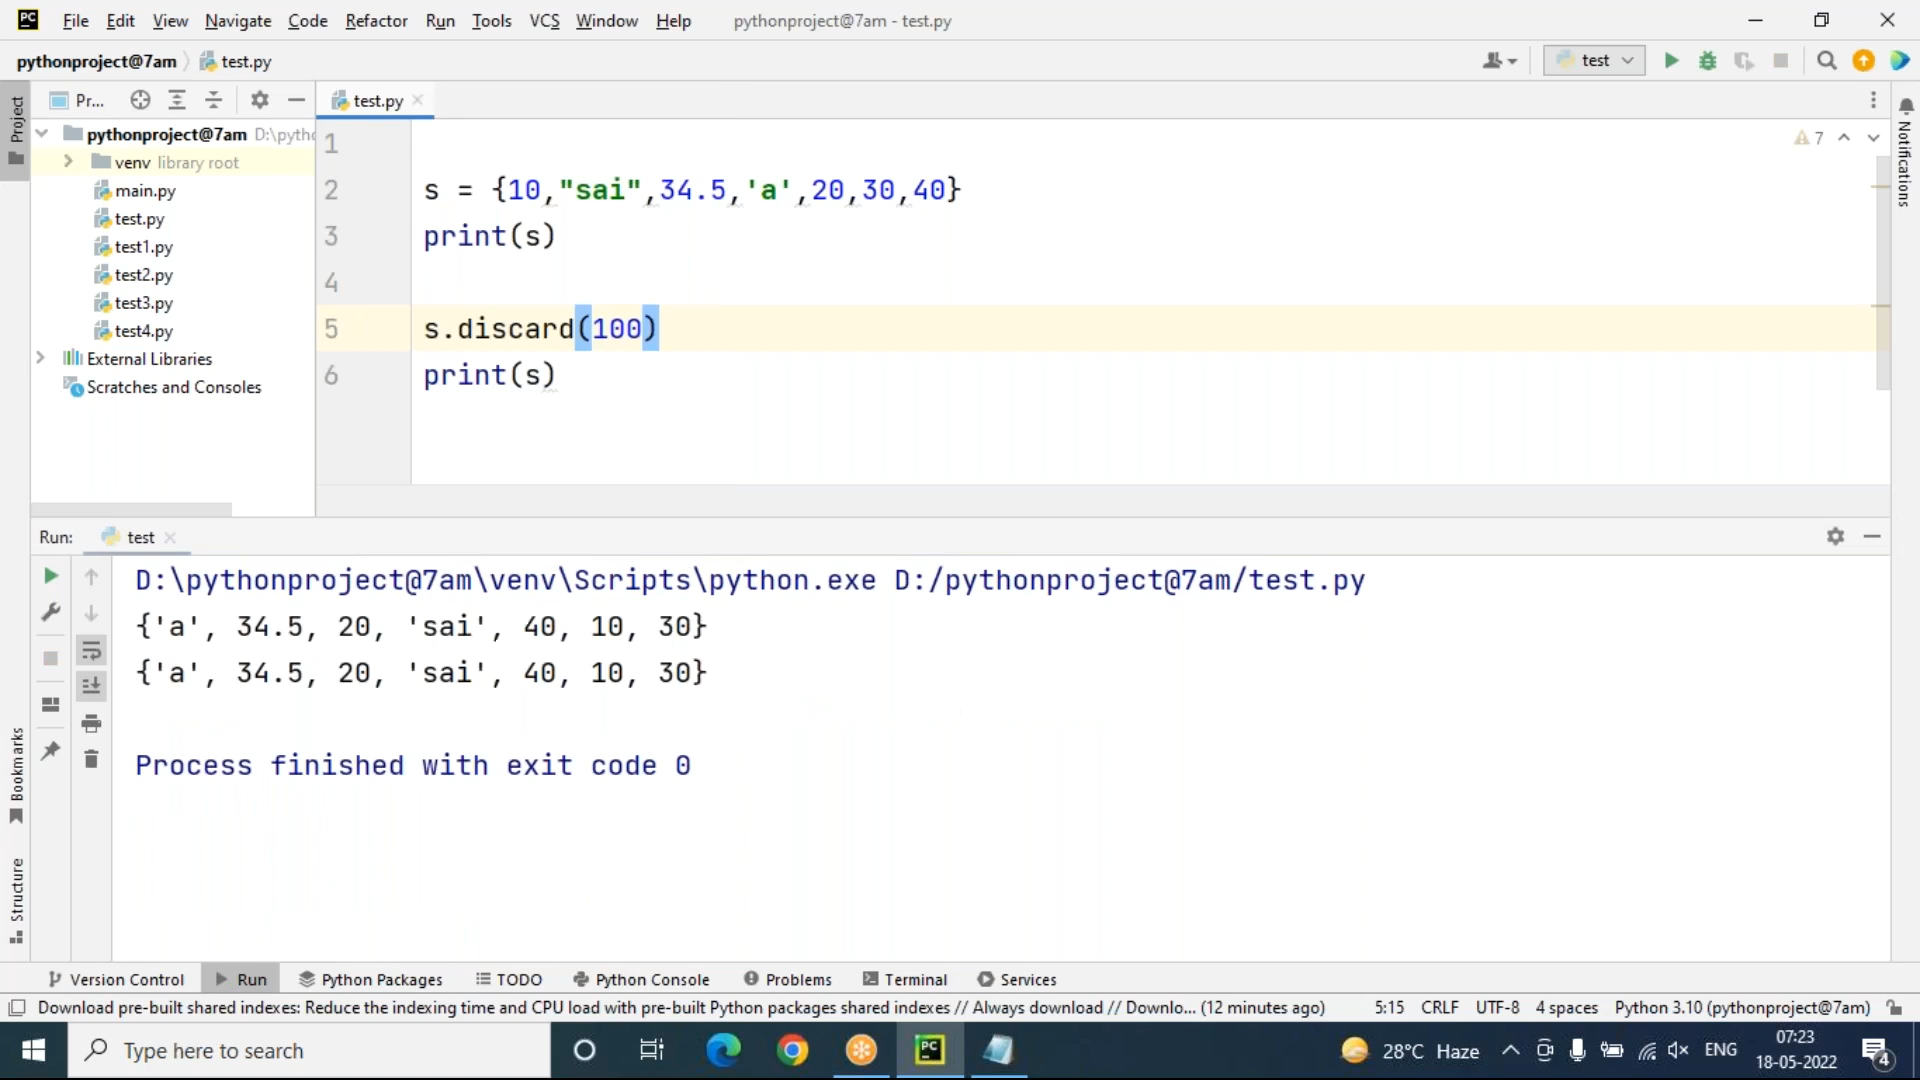 PC File Edit View Navigate Code Refactor Run Tools VCS Window Help pythonproject@7am - test.py
pythonproject@7am test.py test
Project Pr... test.py Notifications
pythonproject@7am D:\pytho
venv library root
main.py
test.py
test1.py
test2.py
test3.py
test4.py
External Libraries
Scratches and Consoles
7
1
2 s = {10,"sai",34.5,'a',20,30,40}
3 print(s)
4
5 s.discard(100)
6 print(s)
Run: test
D:\pythonproject@7am\venv\Scripts\python.exe D:/pythonproject@7am/test.py
{'a', 34.5, 20, 'sai', 40, 10, 30}
{'a', 34.5, 20, 'sai', 40, 10, 30}
Process finished with exit code 0
Bookmarks
Structure
Version Control Run Python Packages TODO Python Console Problems Terminal Services
Download pre-built shared indexes: Reduce the indexing time and CPU load with pre-built Python packages shared indexes // Always download // Downlo... (12 minutes ago) 5:15 CRLF UTF-8 4 spaces Python 3.10 (pythonproject@7am)
Type here to search PC 28°C Haze ENG 07:23
18-05-2022 4